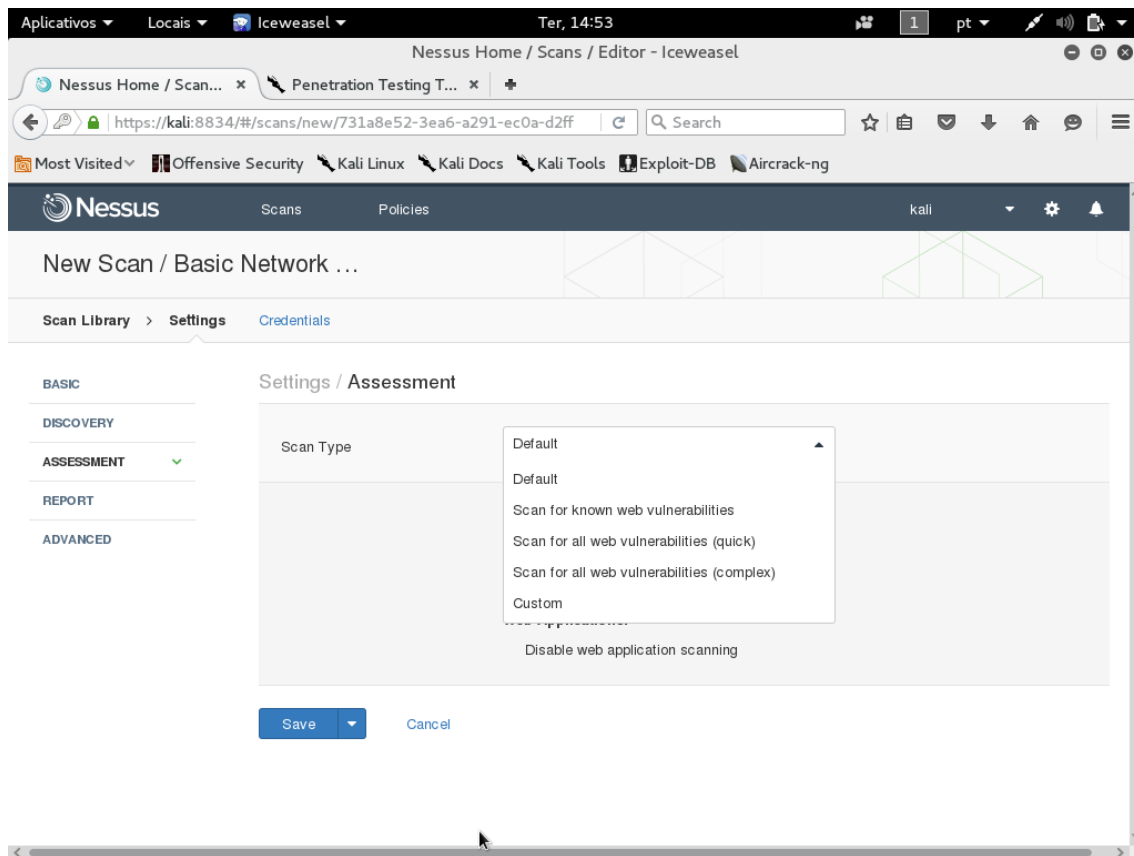 Aplicativos Locais Iceweasel Ter, 14:53 1 pt
Nessus Home / Scans / Editor - Iceweasel
Nessus Home / Scan... Penetration Testing T...
https://kali:8834/#/scans/new/731a8e52-3ea6-a291-ec0a-d2ff Search
Most Visited Offensive Security Kali Linux Kali Docs Kali Tools Exploit-DB Aircrack-ng
Nessus Scans Policies kali
New Scan / Basic Network ...
Scan Library > Settings Credentials
BASIC
DISCOVERY
ASSESSMENT
REPORT
ADVANCED
Settings / Assessment
Scan Type Default
Default
Scan for known web vulnerabilities
Scan for all web vulnerabilities (quick)
Scan for all web vulnerabilities (complex)
Custom
Disable web application scanning
Save Cancel